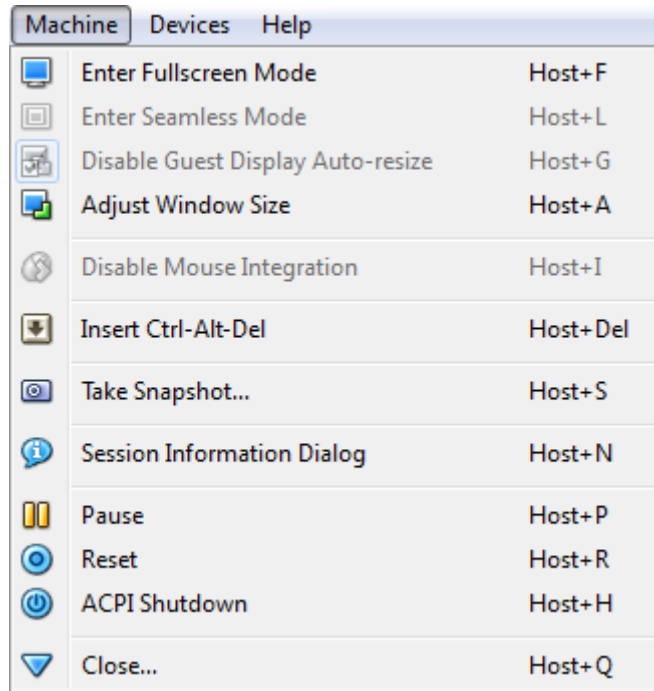 Machine Devices Help
Enter Fullscreen Mode Host+F
Enter Seamless Mode Host+L
Disable Guest Display Auto-resize Host+G
Adjust Window Size Host+A
Disable Mouse Integration Host+I
Insert Ctrl-Alt-Del Host+Del
Take Snapshot... Host+S
Session Information Dialog Host+N
Pause Host+P
Reset Host+R
ACPI Shutdown Host+H
Close... Host+Q